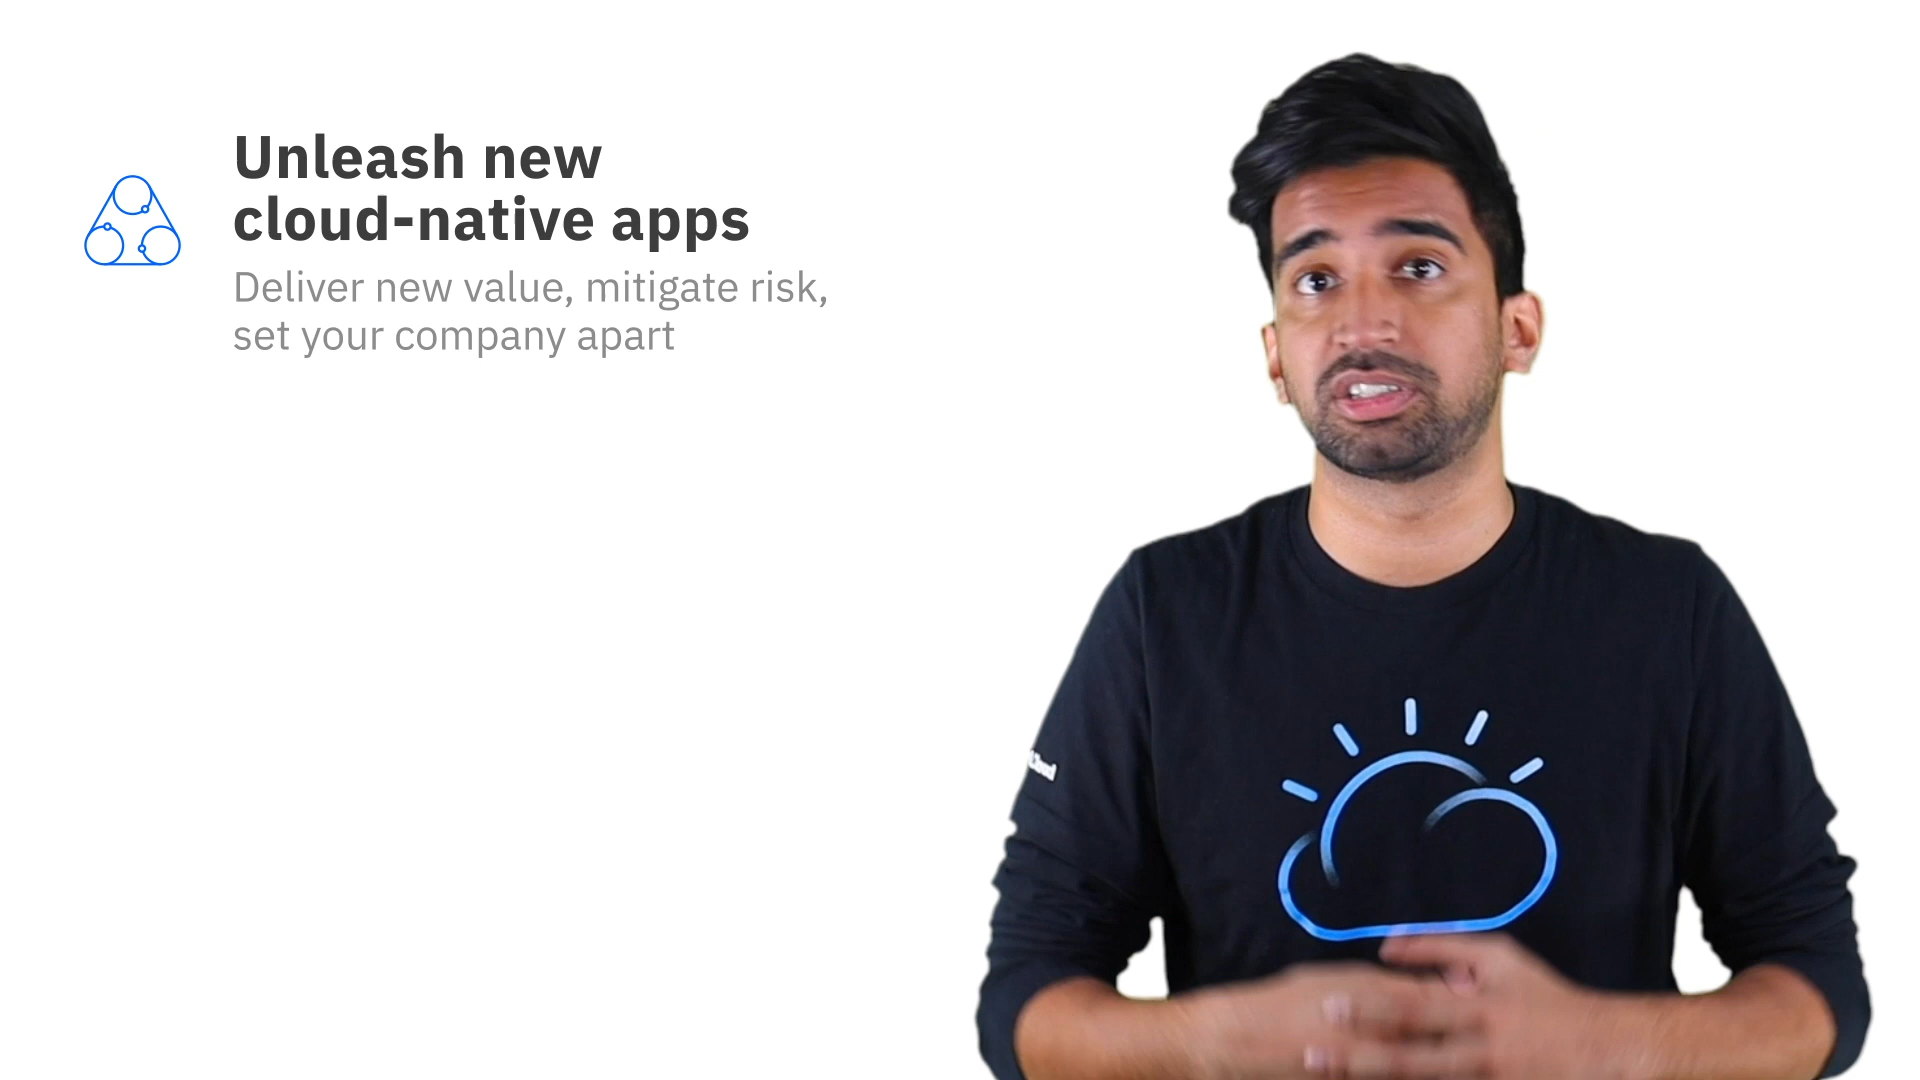 Unleash new
cloud-native apps
Deliver new value, mitigate risk,
set your company apart